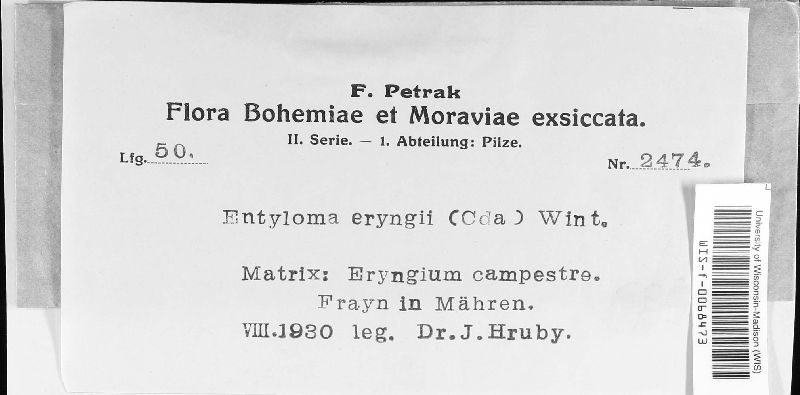 F. Petrak
Flora Bohemiae et Moraviae exsiccata.
II. Serie. — 1. Abteilung: Pilze.
Lfg. 50.
Nr. 2474.
Entyloma eryngii (Cda) Wint.
Matrix: Eryngium campestre.
Frayn in Mähren.
VIII.1930 leg. Dr.J.Hruby.
University of Wisconsin-Madison (WIS)
WIS-f-0068473